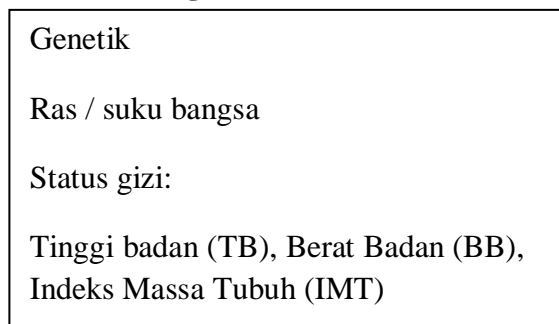 Genetik
Ras / suku bangsa
Status gizi:
Tinggi badan (TB), Berat Badan (BB),
Indeks Massa Tubuh (IMT)